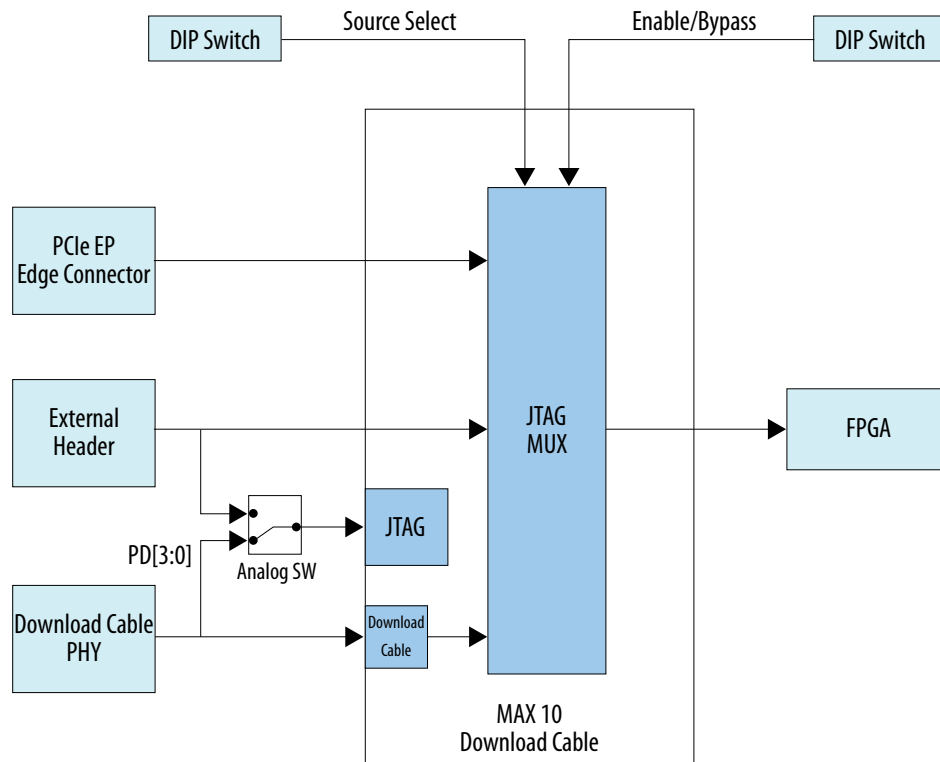 Source Select
Enable/Bypass
DIP Switch
DIP Switch
PCIe EP
Edge Connector
External
Header
JTAG
MUX
FPGA
JTAG
PD[3:0]
Analog SW
Download Cable
PHY
Download
Cable
MAX 10
Download Cable